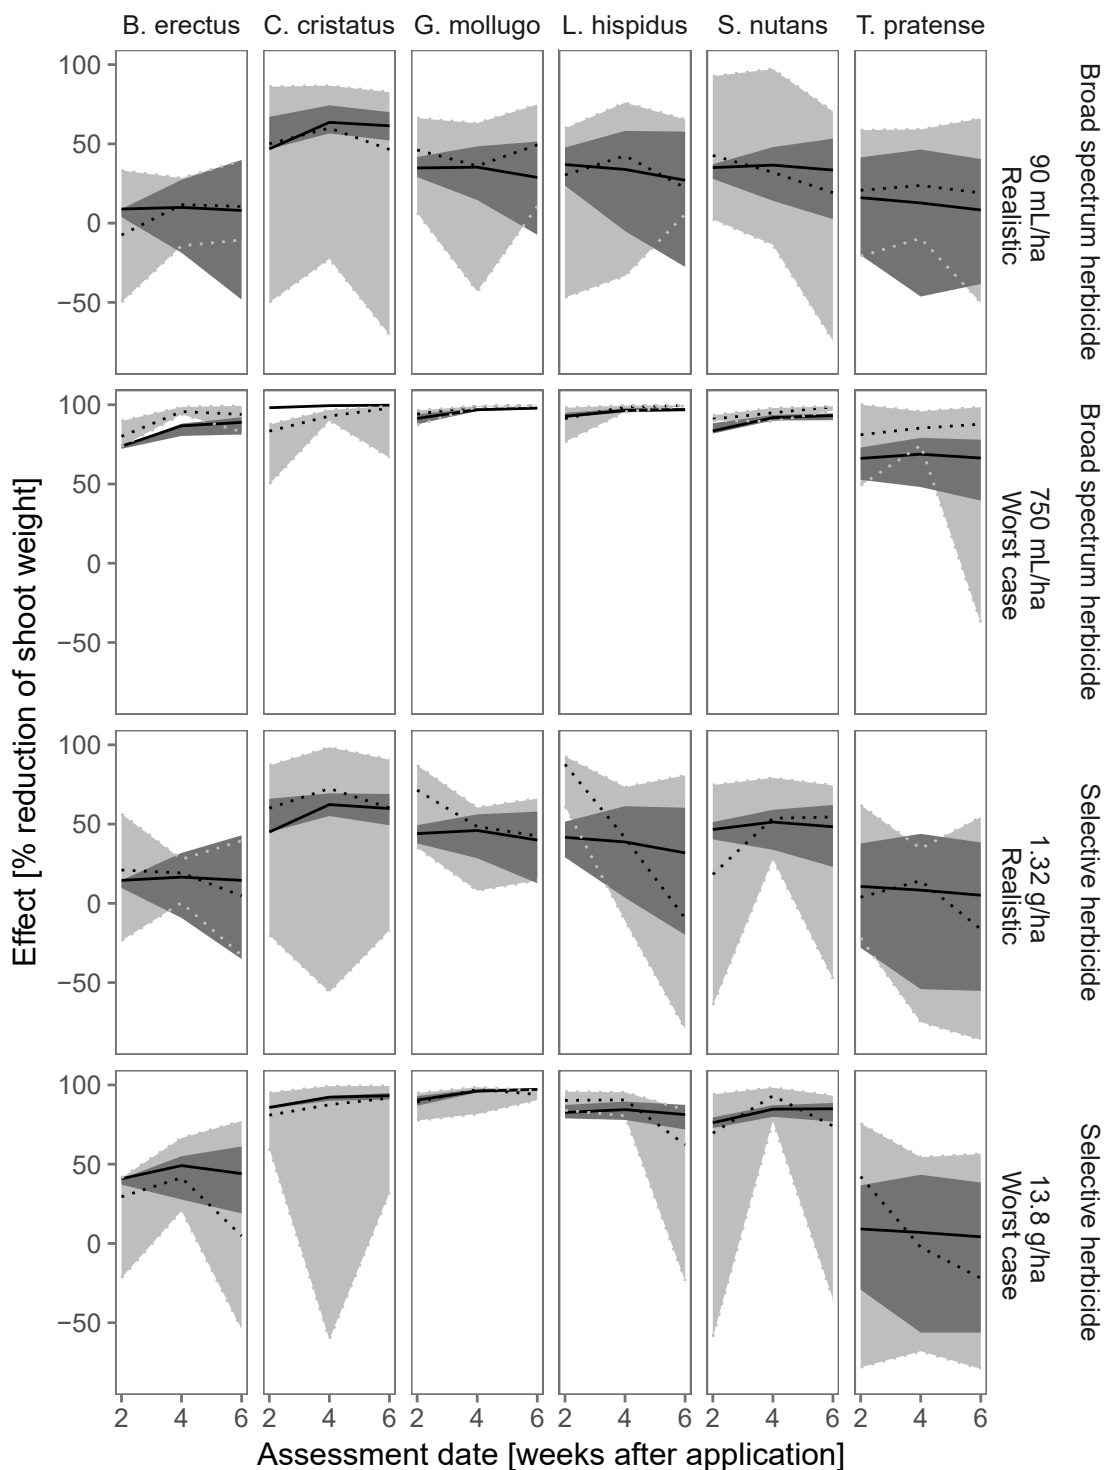 B. erectus C. cristatus G. mollugo L. hispidus S. nutans T. pratense
Effect [% reduction of shoot weight]
100
50
0
−50
90 mL/ha
Realistic
Broad spectrum herbicide
100
50
0
−50
750 mL/ha
Worst case
Broad spectrum herbicide
100
50
0
−50
1.32 g/ha
Realistic
Selective herbicide
100
50
0
−50
13.8 g/ha
Worst case
Selective herbicide
2 4 6 2 4 6 2 4 6 2 4 6 2 4 6 2 4 6
Assessment date [weeks after application]